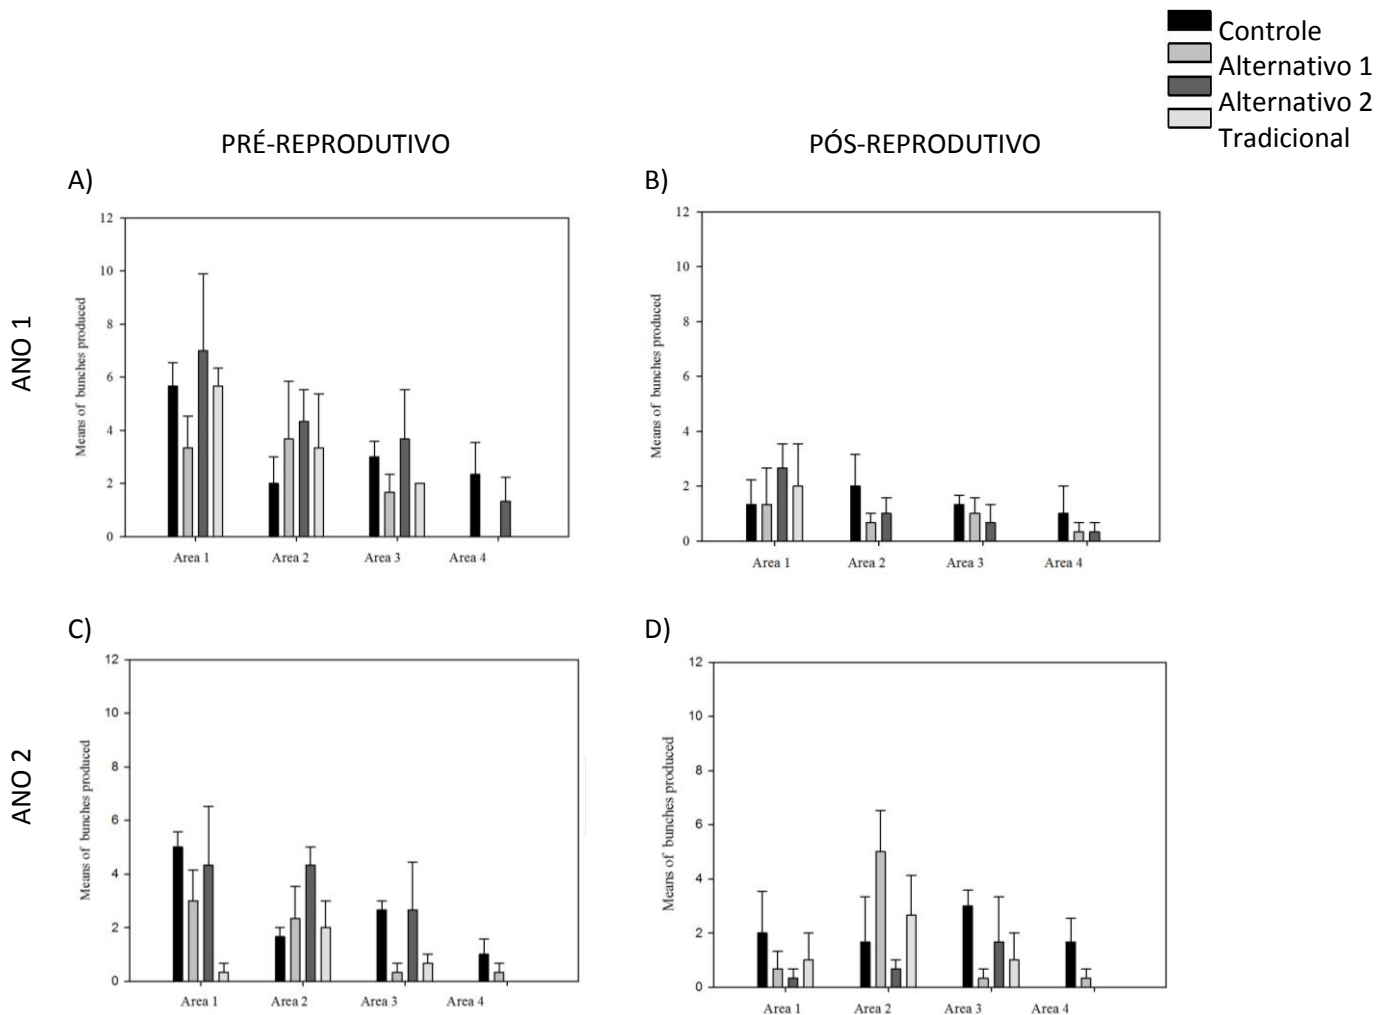 Controle
Alternativo 1
Alternativo 2
Tradicional
PRÉ-REPRODUTIVO
PÓS-REPRODUTIVO
A)
B)
ANO 1
Means of bunches produced
12
10
8
6
4
2
0
Area 1 Area 2 Area 3 Area 4
Means of bunches produced
12
10
8
6
4
2
0
Area 1 Area 2 Area 3 Area 4
C)
D)
ANO 2
Means of bunches produced
12
10
8
6
4
2
0
Area 1 Area 2 Area 3 Area 4
Means of bunches produced
12
10
8
6
4
2
0
Area 1 Area 2 Area 3 Area 4